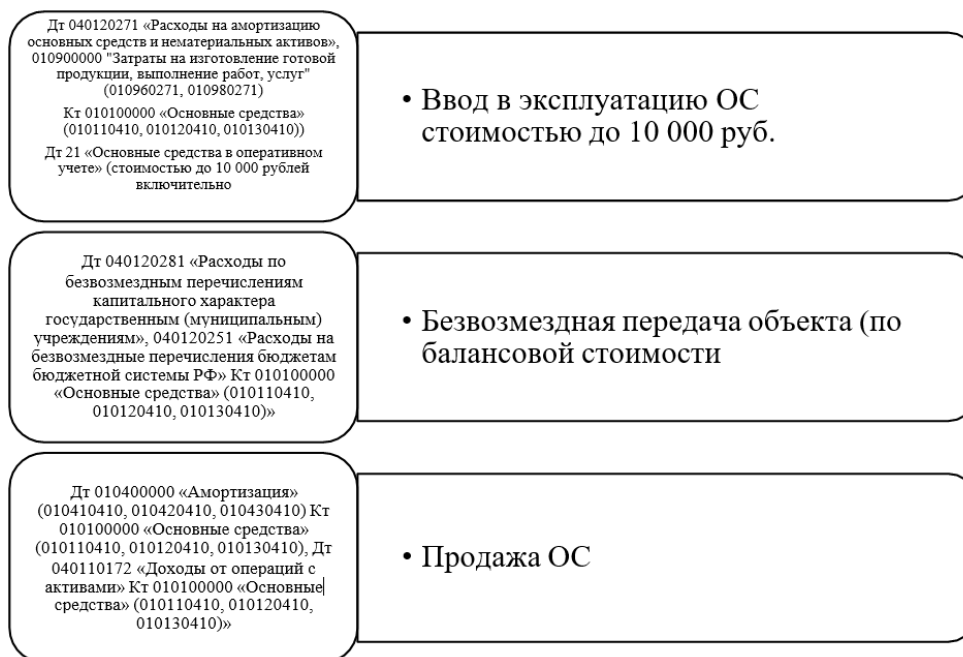 Дт 040120271 «Расходы на амортизацию
основных средств и нематериальных активов»,
010900000 "Затраты на изготовление готовой
продукции, выполнение работ, услуг"
(010960271, 010980271)
Кт 010100000 «Основные средства»
(010110410, 010120410, 010130410))
Дт 21 «Основные средства в оперативном
учете» (стоимостью до 10 000 рублей
включительно
• Ввод в эксплуатацию ОС
стоимостью до 10 000 руб.
Дт 040120281 «Расходы по
безвозмездным перечислениям
капитального характера
государственным (муниципальным)
учреждениям», 040120251 «Расходы на
безвозмездные перечисления бюджетам
бюджетной системы РФ» Кт 010100000
«Основные средства» (010110410,
010120410, 010130410)»
• Безвозмездная передача объекта (по
балансовой стоимости
Дт 010400000 «Амортизация»
(010410410, 010420410, 010430410) Кт
010100000 «Основные средства»
(010110410, 010120410, 010130410), Дт
040110172 «Доходы от операций с
активами» Кт 010100000 «Основные
средства» (010110410, 010120410,
010130410)»
• Продажа ОС